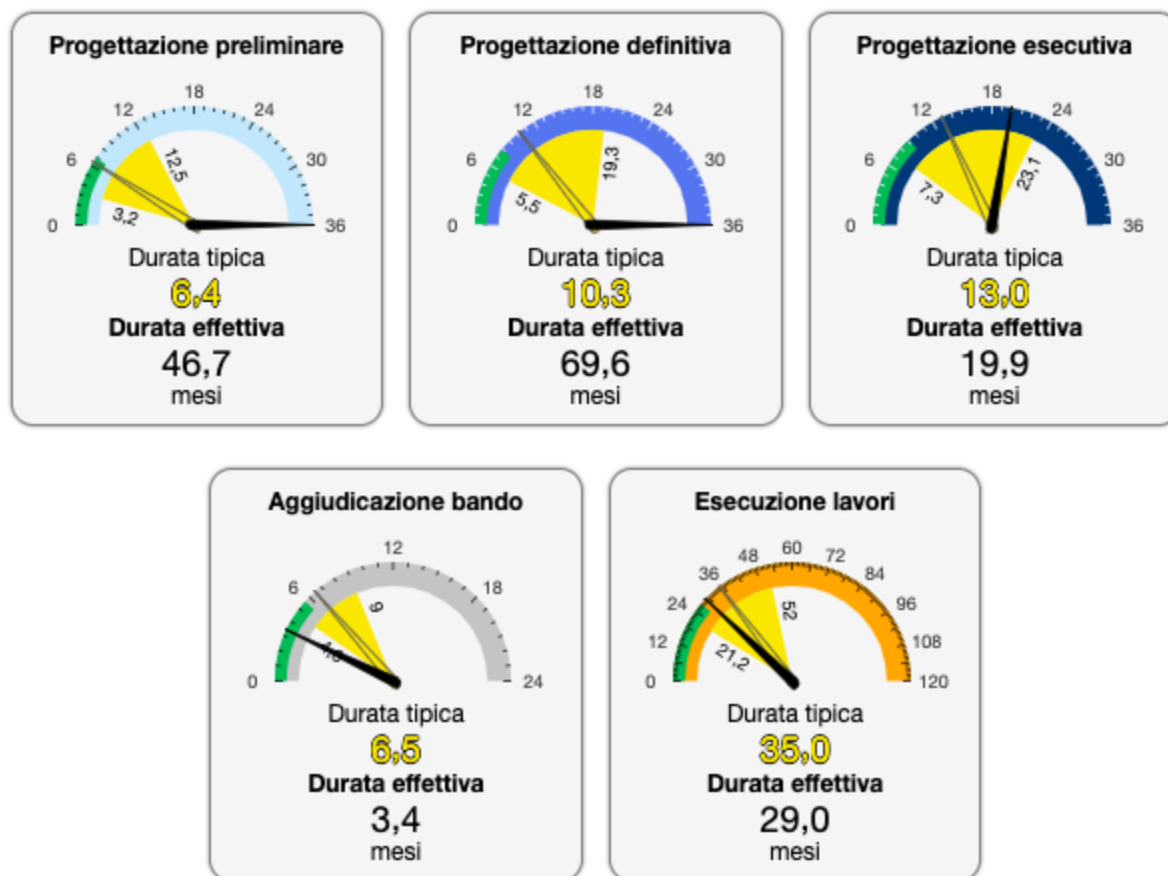 Progettazione preliminare
0
6
12
18
24
30
36
3,2
12,5
Durata tipica
6,4
Durata effettiva
46,7
mesi
Progettazione definitiva
0
6
12
18
24
30
36
5,5
19,3
Durata tipica
10,3
Durata effettiva
69,6
mesi
Progettazione esecutiva
0
6
12
18
24
30
36
7,3
23,1
Durata tipica
13,0
Durata effettiva
19,9
mesi
Aggiudicazione bando
0
6
12
18
24
9
Durata tipica
6,5
Durata effettiva
3,4
mesi
Esecuzione lavori
0
12
24
36
48
60
72
84
96
108
120
21,2
52
Durata tipica
35,0
Durata effettiva
29,0
mesi